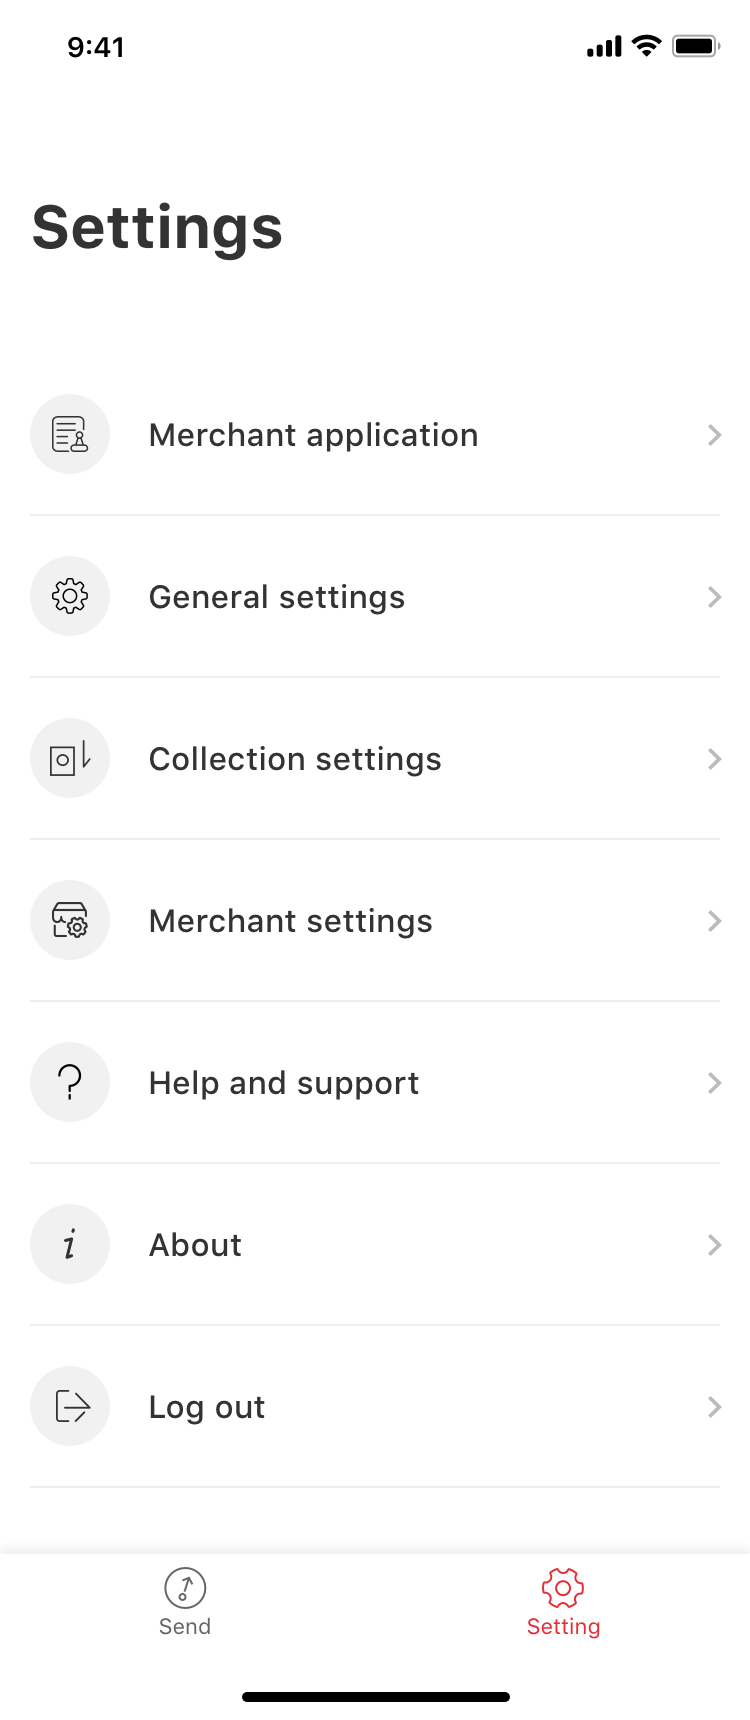 9:41
Settings
Merchant application
General settings
Collection settings
Merchant settings
Help and support
About
Log out
Send
Setting